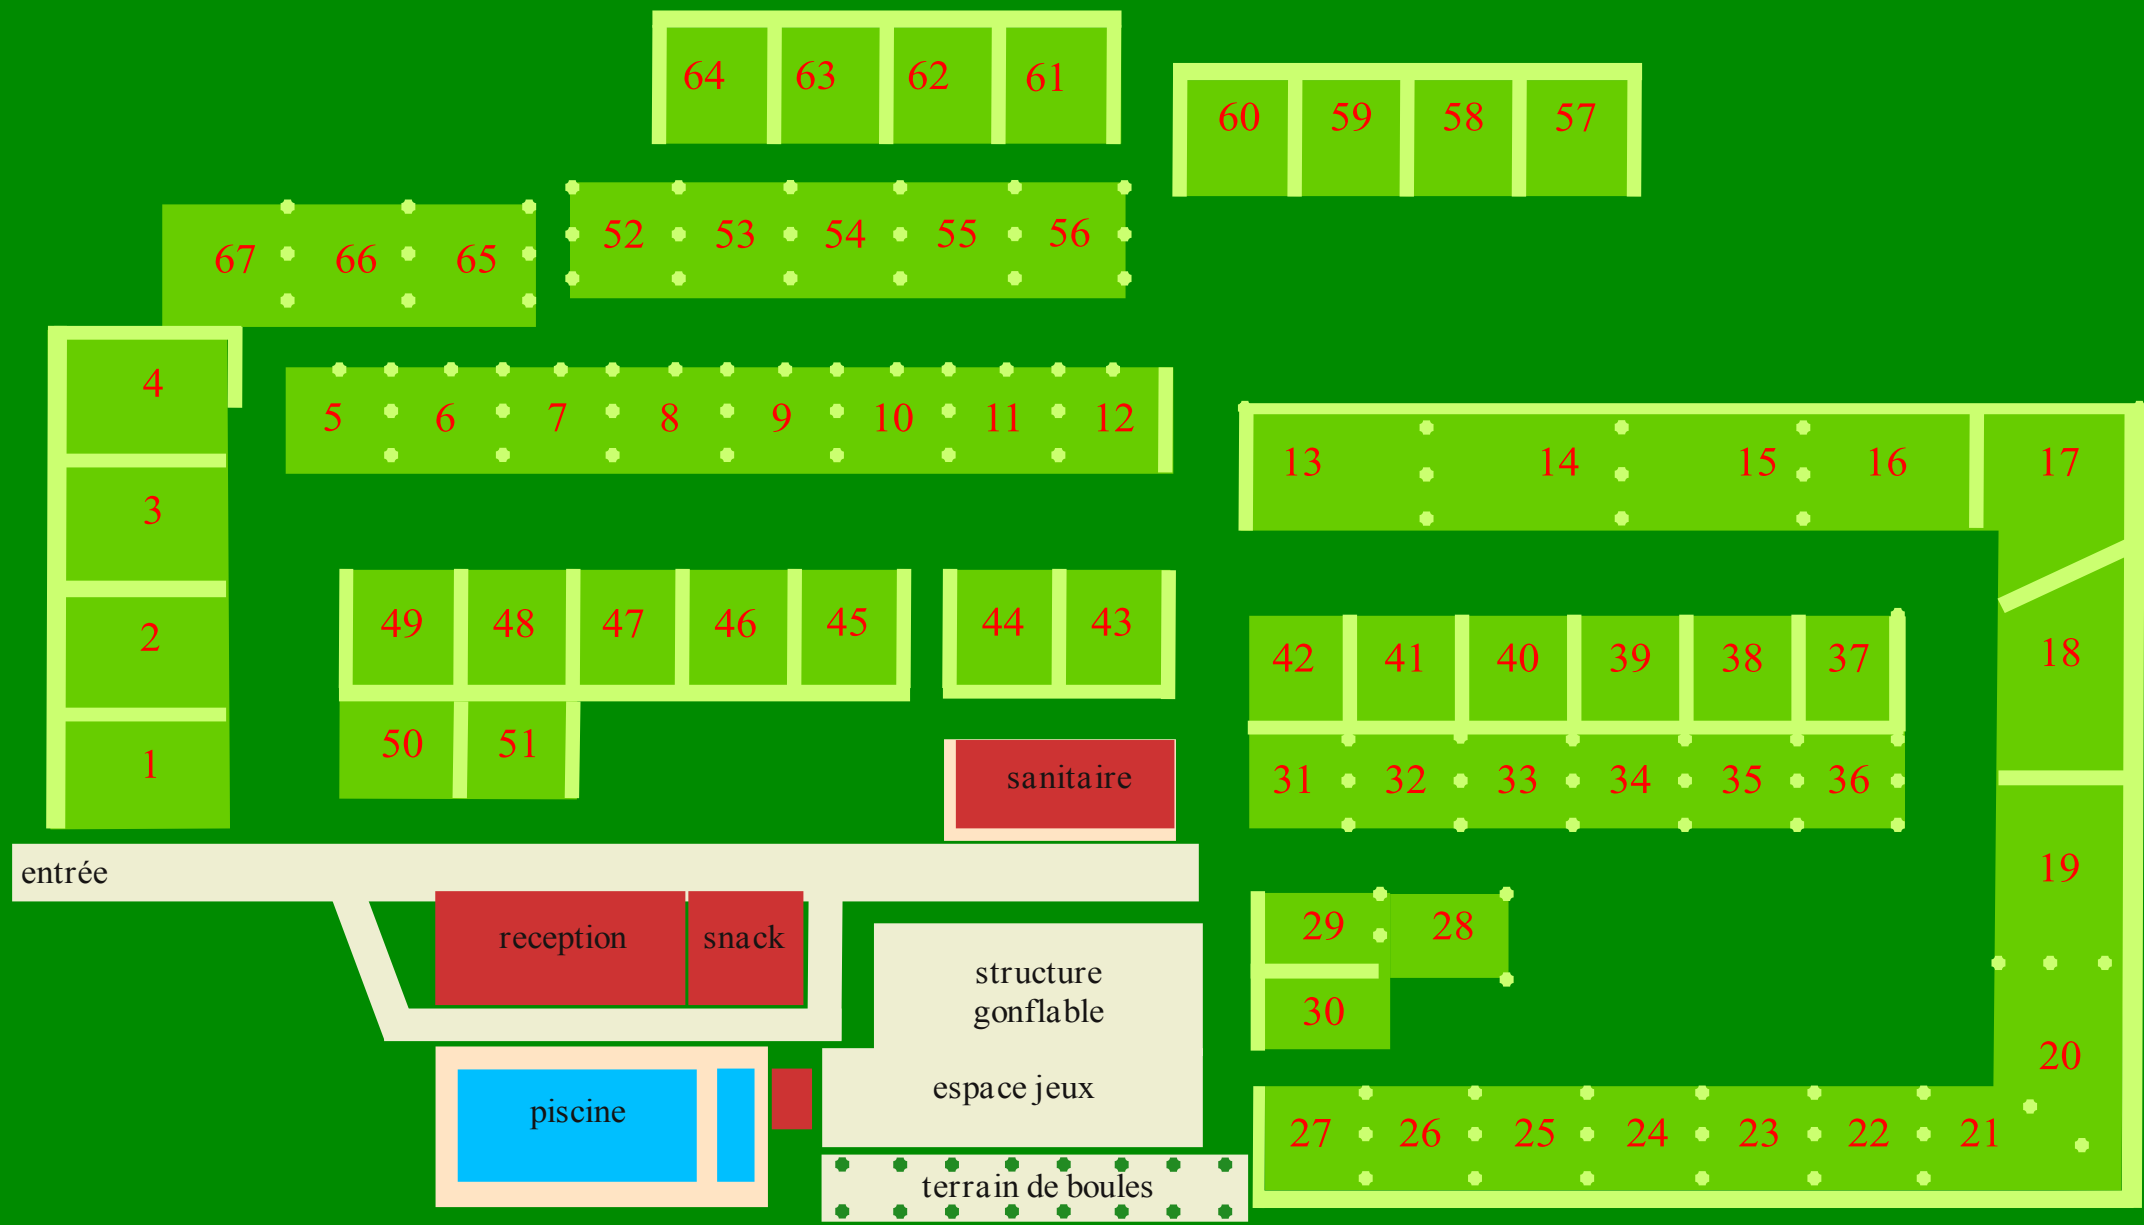 64 63 62 61
60 59 58 57
52 53 54 55 56
67 66 65
4
5 6 7 8 9 10 11 12
13 14 15 16 17
3
49 48 47 46 45 44 43
2
42 41 40 39 38 37
18
50 51
1
sanitaire
31 32 33 34 35 36
entrée
19
reception
snack
29 28
structure
gonflable
30
20
espace jeux
piscine
27 26 25 24 23 22 21
terrain de boules